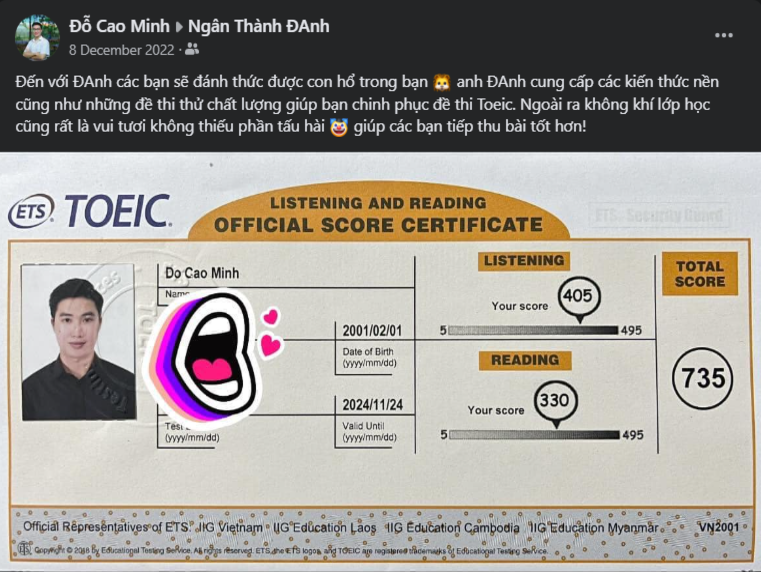 Đỗ Cao Minh ▸ Ngân Thành ĐAnh
8 December 2022 ·
Đến với ĐAnh các bạn sẽ đánh thức được con hổ trong bạn 🐯 anh ĐAnh cung cấp các kiến thức nền
cũng như những đề thi thử chất lượng giúp bạn chinh phục đề thi Toeic. Ngoài ra không khí lớp học
cũng rất là vui tươi không thiếu phần tấu hài 🤡 giúp các bạn tiếp thu bài tốt hơn!
ETS. TOEIC.
LISTENING AND READING
OFFICIAL SCORE CERTIFICATE
ETS. Security Guard
Do Cao Minh
Name
2001/02/01
Date of Birth
(yyyy/mm/dd)
Test
(yyyy/mm/dd)
2024/11/24
Valid Until
(yyyy/mm/dd)
LISTENING
Your score
405
5
495
READING
Your score
330
5
495
TOTAL
SCORE
735
Official Representatives of ETS: IIG Vietnam IIG Education Laos IIG Education Cambodia IIG Education Myanmar
VN2001
Copyright © 2018 by Educational Testing Service. All rights reserved. ETS, the ETS logos, and TOEIC are registered trademarks of Educational Testing Service.